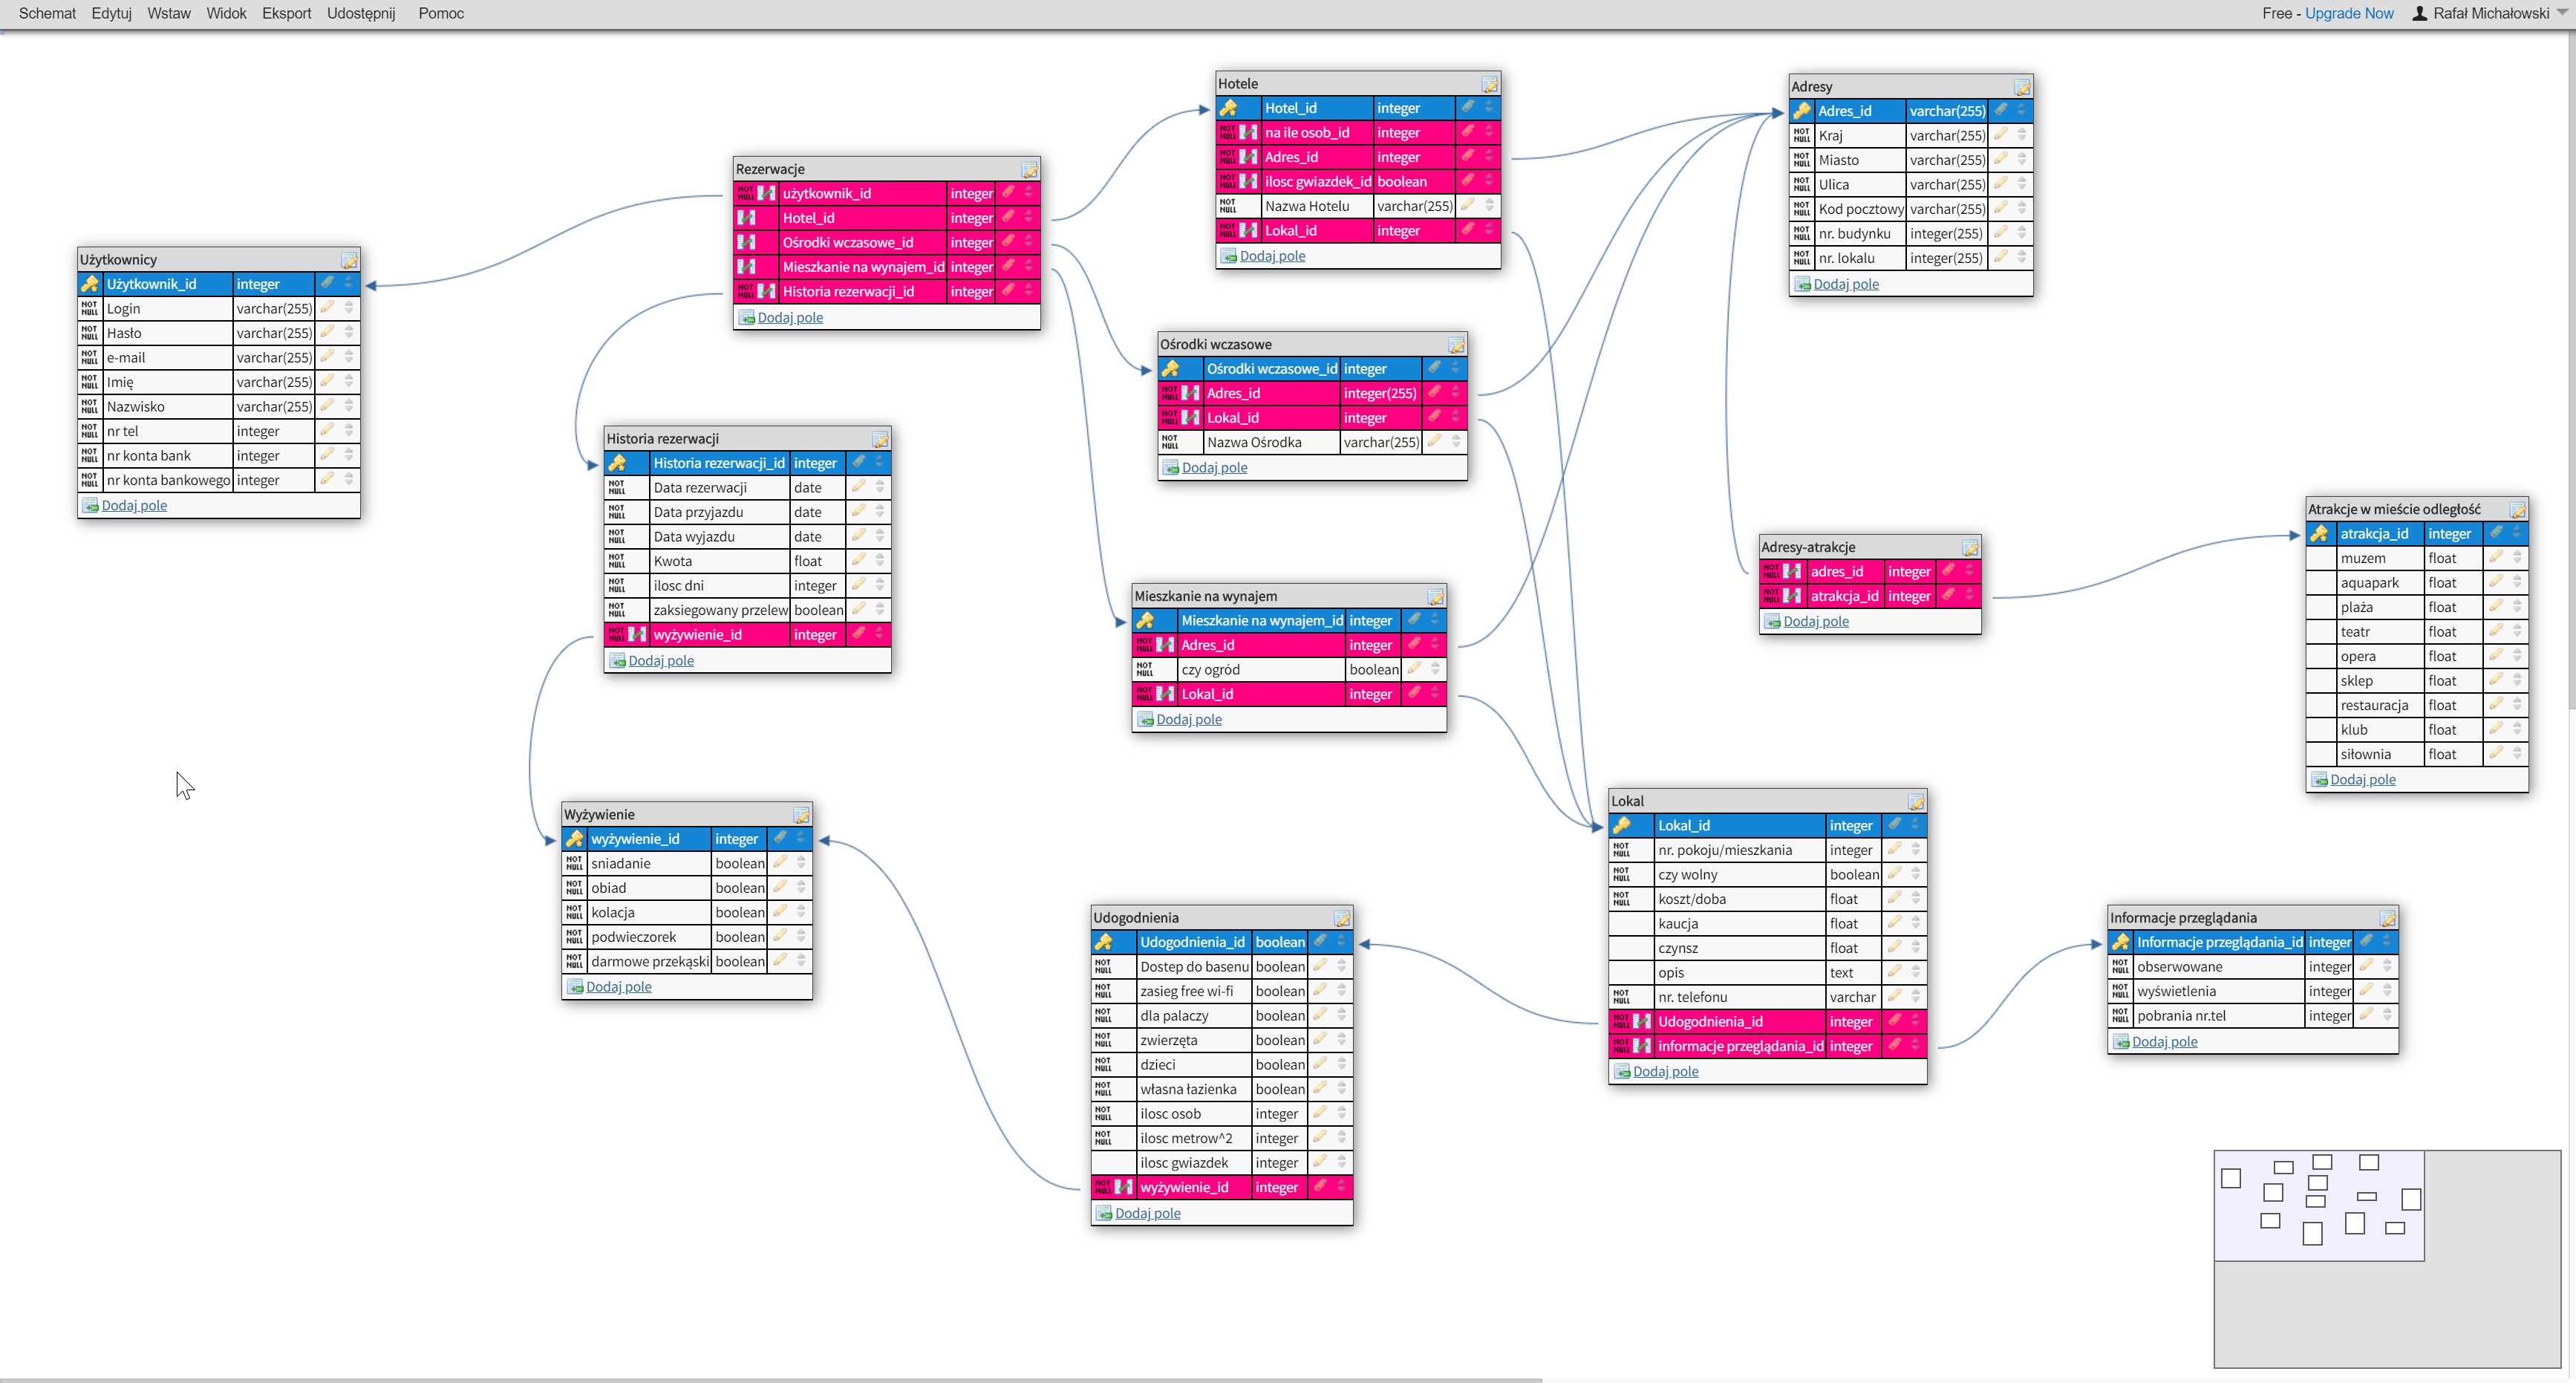 Schemat Edytuj Wstaw Widok Eksport Udostępnij Pomoc Free - Upgrade Now Rafał Michałowski
Użytkownicy
Użytkownik_id integer
NOT NULL Login varchar(255)
NOT NULL Hasło varchar(255)
NOT NULL e-mail varchar(255)
NOT NULL Imię varchar(255)
NOT NULL Nazwisko varchar(255)
NOT NULL nr tel integer
NOT NULL nr konta bank integer
NOT NULL nr konta bankowego integer
Dodaj pole
Rezerwacje
NOT NULL użytkownik_id integer
Hotel_id integer
Ośrodki wczasowe_id integer
Mieszkanie na wynajem_id integer
NOT NULL Historia rezerwacji_id integer
Dodaj pole
Historia rezerwacji
Historia rezerwacji_id integer
NOT NULL Data rezerwacji date
NOT NULL Data przyjazdu date
NOT NULL Data wyjazdu date
NOT NULL Kwota float
NOT NULL ilosc dni integer
NOT NULL zaksiegowany przelew boolean
NOT NULL wyżywienie_id integer
Dodaj pole
Wyżywienie
wyżywienie_id integer
NOT NULL sniadanie boolean
NOT NULL obiad boolean
NOT NULL kolacja boolean
NOT NULL podwieczorek boolean
NOT NULL darmowe przekąski boolean
Dodaj pole
Hotele
Hotel_id integer
NOT NULL na ile osob_id integer
NOT NULL Adres_id integer
NOT NULL ilosc gwiazdek_id boolean
NOT NULL Nazwa Hotelu varchar(255)
NOT NULL Lokal_id integer
Dodaj pole
Ośrodki wczasowe
Ośrodki wczasowe_id integer
NOT NULL Adres_id integer(255)
NOT NULL Lokal_id integer
NOT NULL Nazwa Ośrodka varchar(255)
Dodaj pole
Mieszkanie na wynajem
Mieszkanie na wynajem_id integer
NOT NULL Adres_id integer
NOT NULL czy ogród boolean
NOT NULL Lokal_id integer
Dodaj pole
Udogodnienia
Udogodnienia_id boolean
NOT NULL Dostep do basenu boolean
NOT NULL zasieg free wi-fi boolean
NOT NULL dla palaczy boolean
NOT NULL zwierzęta boolean
NOT NULL dzieci boolean
NOT NULL własna łazienka boolean
NOT NULL ilosc osob integer
NOT NULL ilosc metrow^2 integer
ilosc gwiazdek integer
NOT NULL wyżywienie_id integer
Dodaj pole
Adresy
Adres_id varchar(255)
NOT NULL Kraj varchar(255)
NOT NULL Miasto varchar(255)
NOT NULL Ulica varchar(255)
NOT NULL Kod pocztowy varchar(255)
NOT NULL nr. budynku integer(255)
NOT NULL nr. lokalu integer(255)
Dodaj pole
Adresy-atrakcje
NOT NULL adres_id integer
NOT NULL atrakcja_id integer
Dodaj pole
Lokal
Lokal_id integer
NOT NULL nr. pokoju/mieszkania integer
NOT NULL czy wolny boolean
NOT NULL koszt/doba float
kaucja float
czynsz float
opis text
NOT NULL nr. telefonu varchar
NOT NULL Udogodnienia_id integer
NOT NULL informacje przeglądania_id integer
Dodaj pole
Atrakcje w mieście odległość
atrakcja_id integer
muzem float
aquapark float
plaża float
teatr float
opera float
sklep float
restauracja float
klub float
siłownia float
Dodaj pole
Informacje przeglądania
Informacje przeglądania_id integer
NOT NULL obserwowane integer
NOT NULL wyświetlenia integer
NOT NULL pobrania nr.tel integer
Dodaj pole